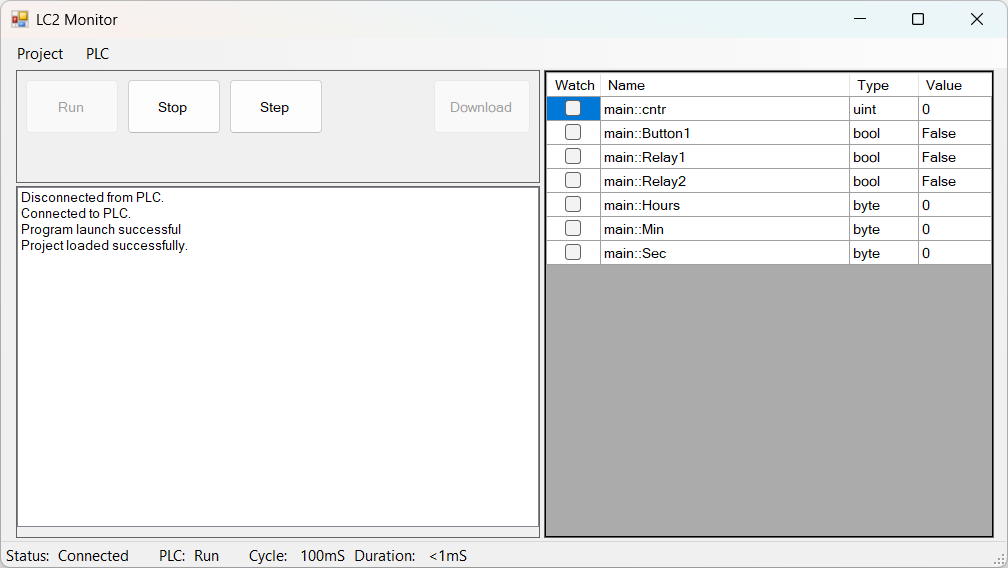 LC2 Monitor
Project PLC
Run Stop Step Download
Disconnected from PLC.
Connected to PLC.
Program launch successful
Project loaded successfully.
Watch Name Type Value
main::cntr uint 0
main::Button1 bool False
main::Relay1 bool False
main::Relay2 bool False
main::Hours byte 0
main::Min byte 0
main::Sec byte 0
Status: Connected PLC: Run Cycle: 100mS Duration: <1mS